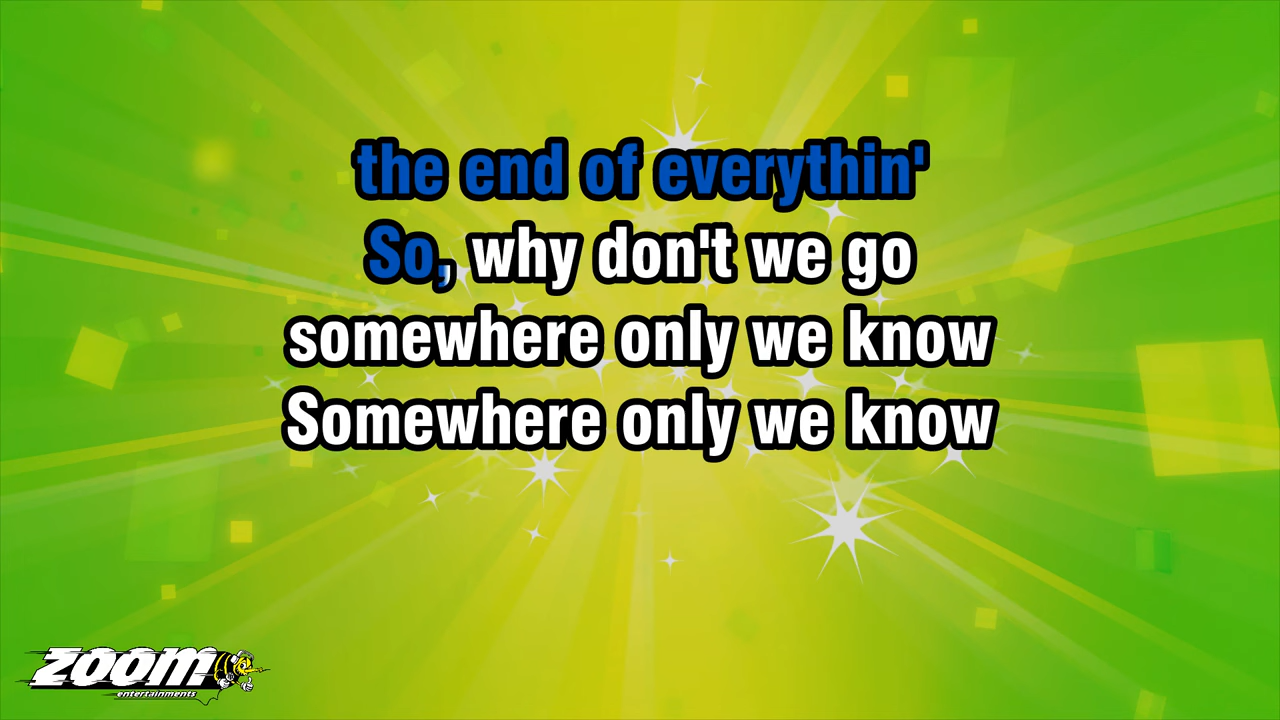 the end of everythin'
So, why don't we go
somewhere only we know
Somewhere only we know
ZOOM
entertainments